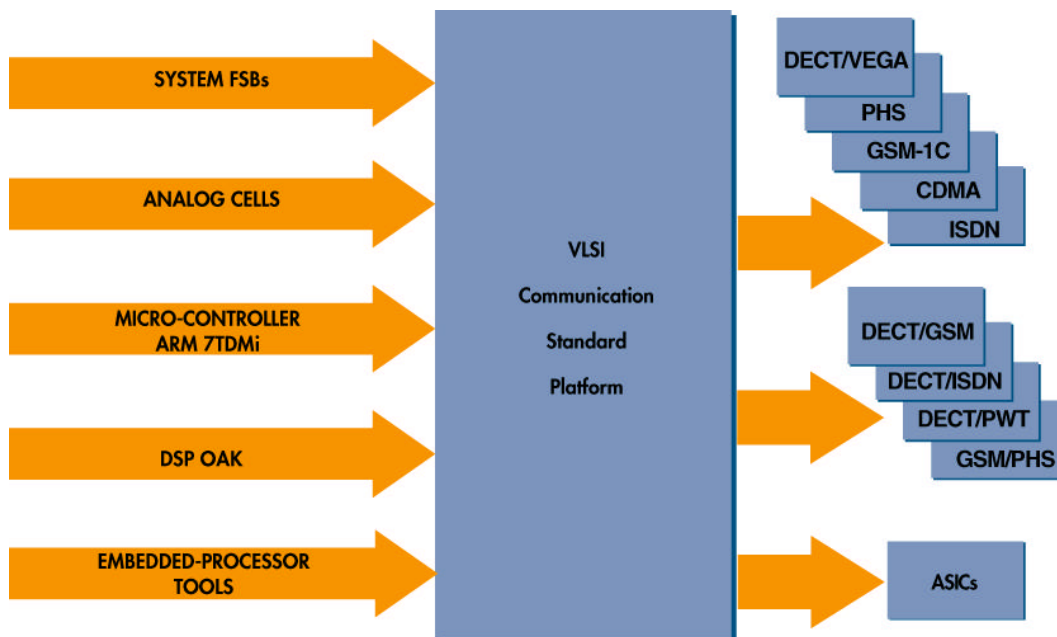 SYSTEM FSBs
ANALOG CELLS
MICRO-CONTROLLER
ARM 7TDMi
DSP OAK
EMBEDDED-PROCESSOR
TOOLS
VLSI
Communication
Standard
Platform
DECT/VEGA
PHS
GSM-1C
CDMA
ISDN
DECT/GSM
DECT/ISDN
DECT/PWT
GSM/PHS
ASICs